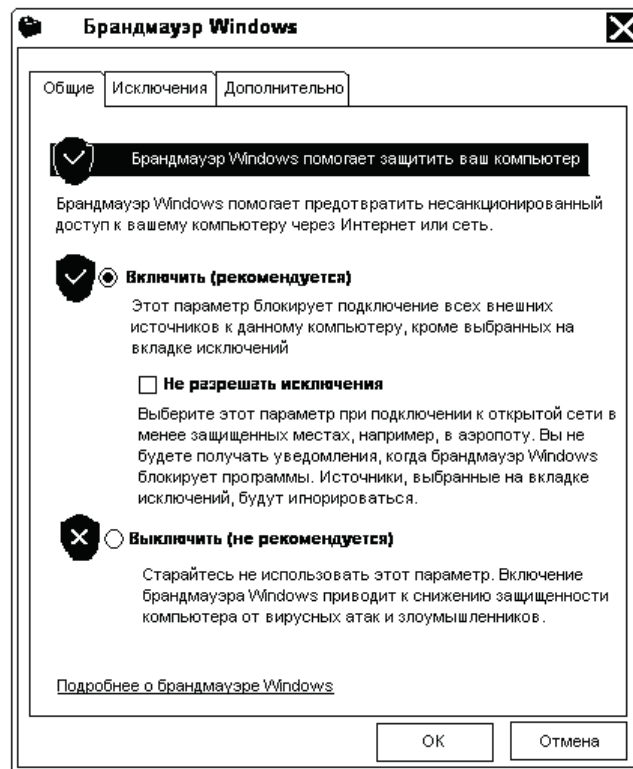 Брандмауэр Windows
Общие Исключения Дополнительно
Брандмауэр Windows помогает защитить ваш компьютер
Брандмауэр Windows помогает предотвратить несанкционированный
доступ к вашему компьютеру через Интернет или сеть.
Включить (рекомендуется)
Этот параметр блокирует подключение всех внешних
источников к данному компьютеру, кроме выбранных на
вкладке исключений
Не разрешать исключения
Выберите этот параметр при подключении к открытой сети в
менее защищенных местах, например, в аэропоту. Вы не
будете получать уведомления, когда брандмауэр Windows
блокирует программы. Источники, выбранные на вкладке
исключений, будут игнорироваться.
Выключить (не рекомендуется)
Старайтесь не использовать этот параметр. Включение
брандмауэра Windows приводит к снижению защищенности
компьютера от вирусных атак и злоумышленников.
Подробнее о брандмауэре Windows
ОК Отмена